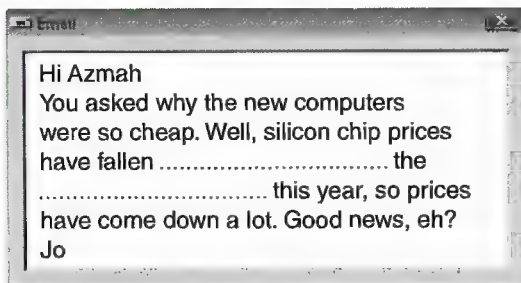 Email
Hi Azmah
You asked why the new computers
were so cheap. Well, silicon chip prices
have fallen ................................ the
................................ this year, so prices
have come down a lot. Good news, eh?
Jo